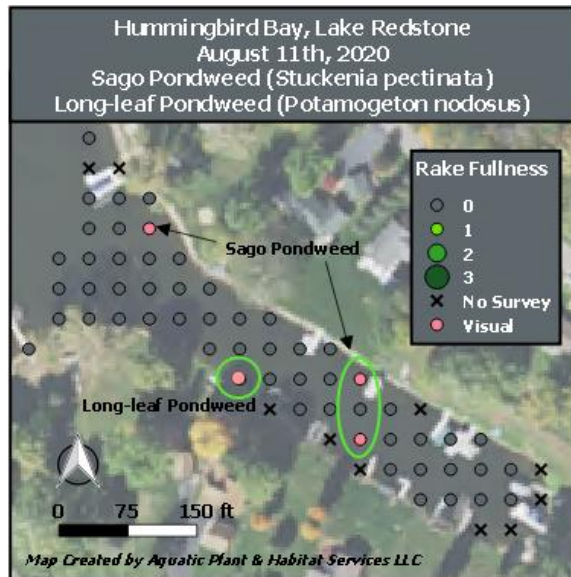 Hummingbird Bay, Lake Redstone
August 11th, 2020
Sago Pondweed (Stuckenia pectinata)
Long-leaf Pondweed (Potamogeton nodosus)
Rake Fullness
0
1
2
3
No Survey
Visual
Sago Pondweed
Long-leaf Pondweed
0 75 150 ft
Map Created by Aquatic Plant & Habitat Services LLC